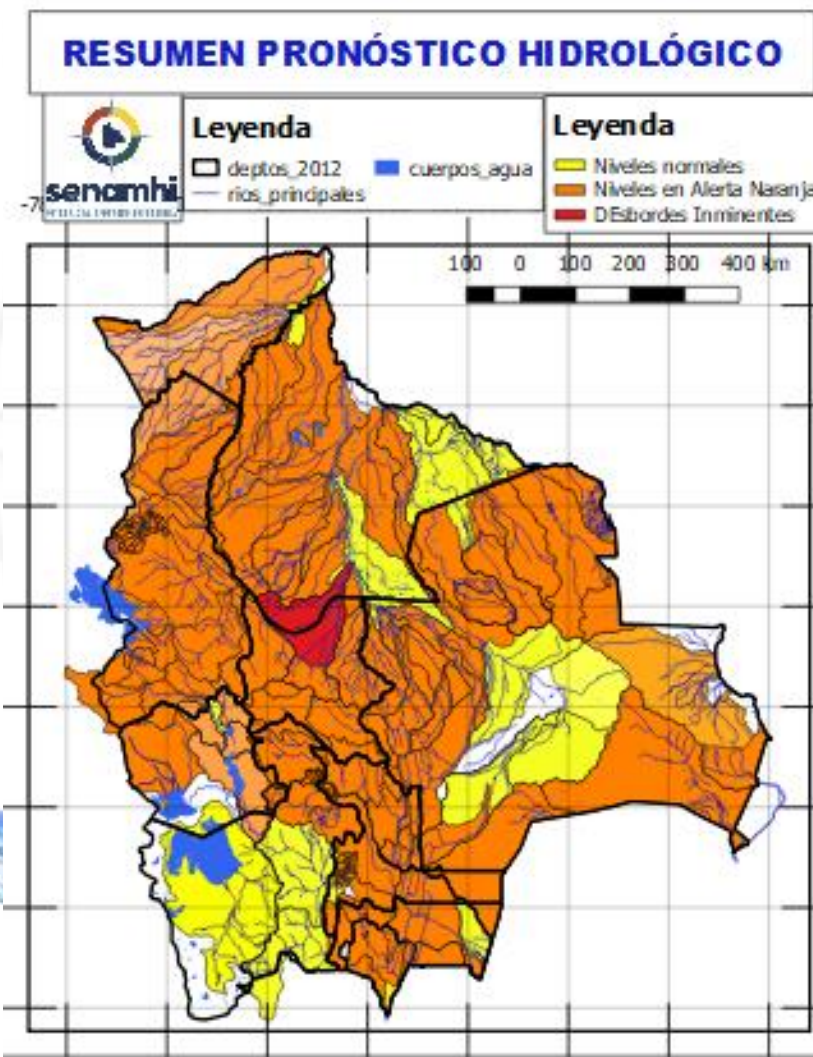 RESUMEN PRONÓSTICO HIDROLÓGICO
senamhi
Leyenda
deptos_2012
cuerpos_agua
rios_principales
Leyenda
Niveles normales
Niveles en Alerta Naranja
DEsbordes Inminentes
100 0 100 200 300 400 km